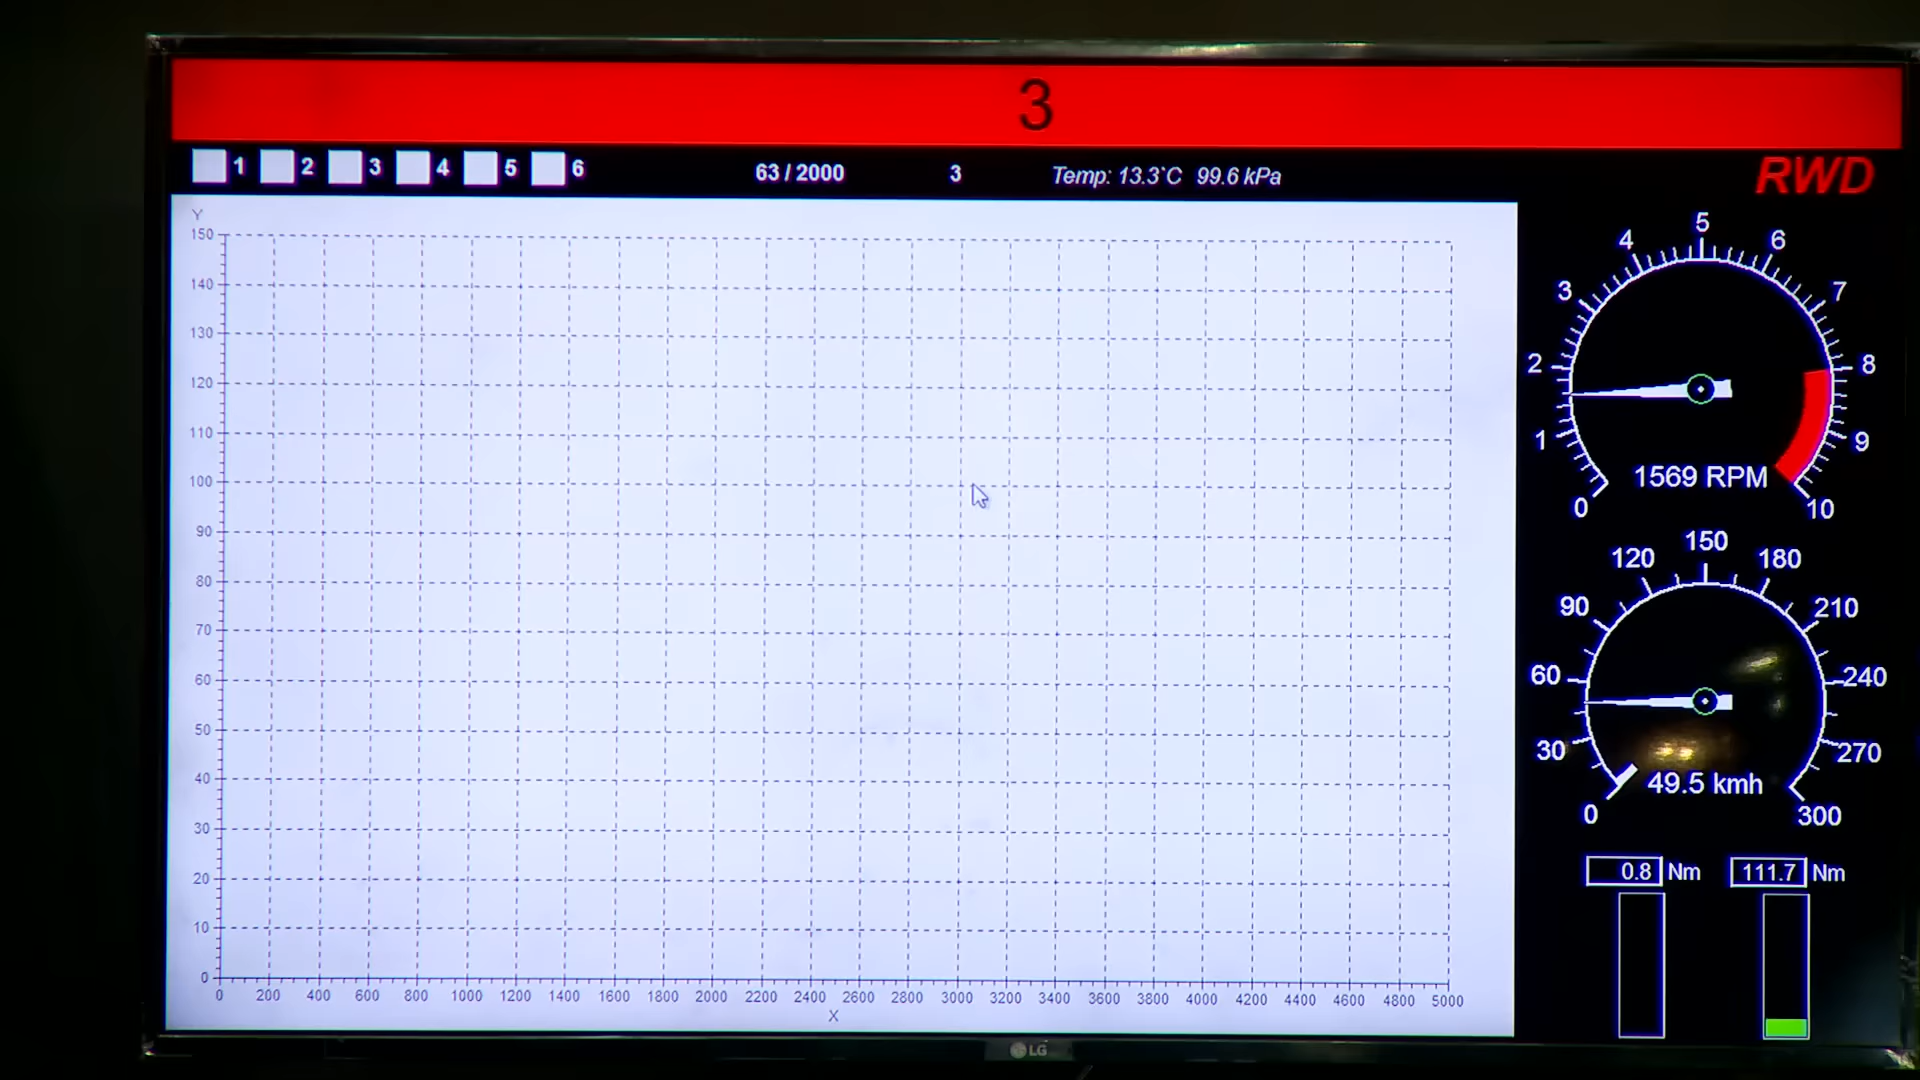 3
1 2 3 4 5 6 63 / 2000 3 Temp: 13.3°C 99.6 kPa RWD
Y
150
140
130
120
110
100
90
80
70
60
50
40
30
20
10
0
0 200 400 600 800 1000 1200 1400 1600 1800 2000 2200 2400 2600 2800 3000 3200 3400 3600 3800 4000 4200 4400 4600 4800 5000
X
0 1 2 3 4 5 6 7 8 9 10
1569 RPM
0 30 60 90 120 150 180 210 240 270 300
49.5 kmh
0.8 Nm 111.7 Nm
LG